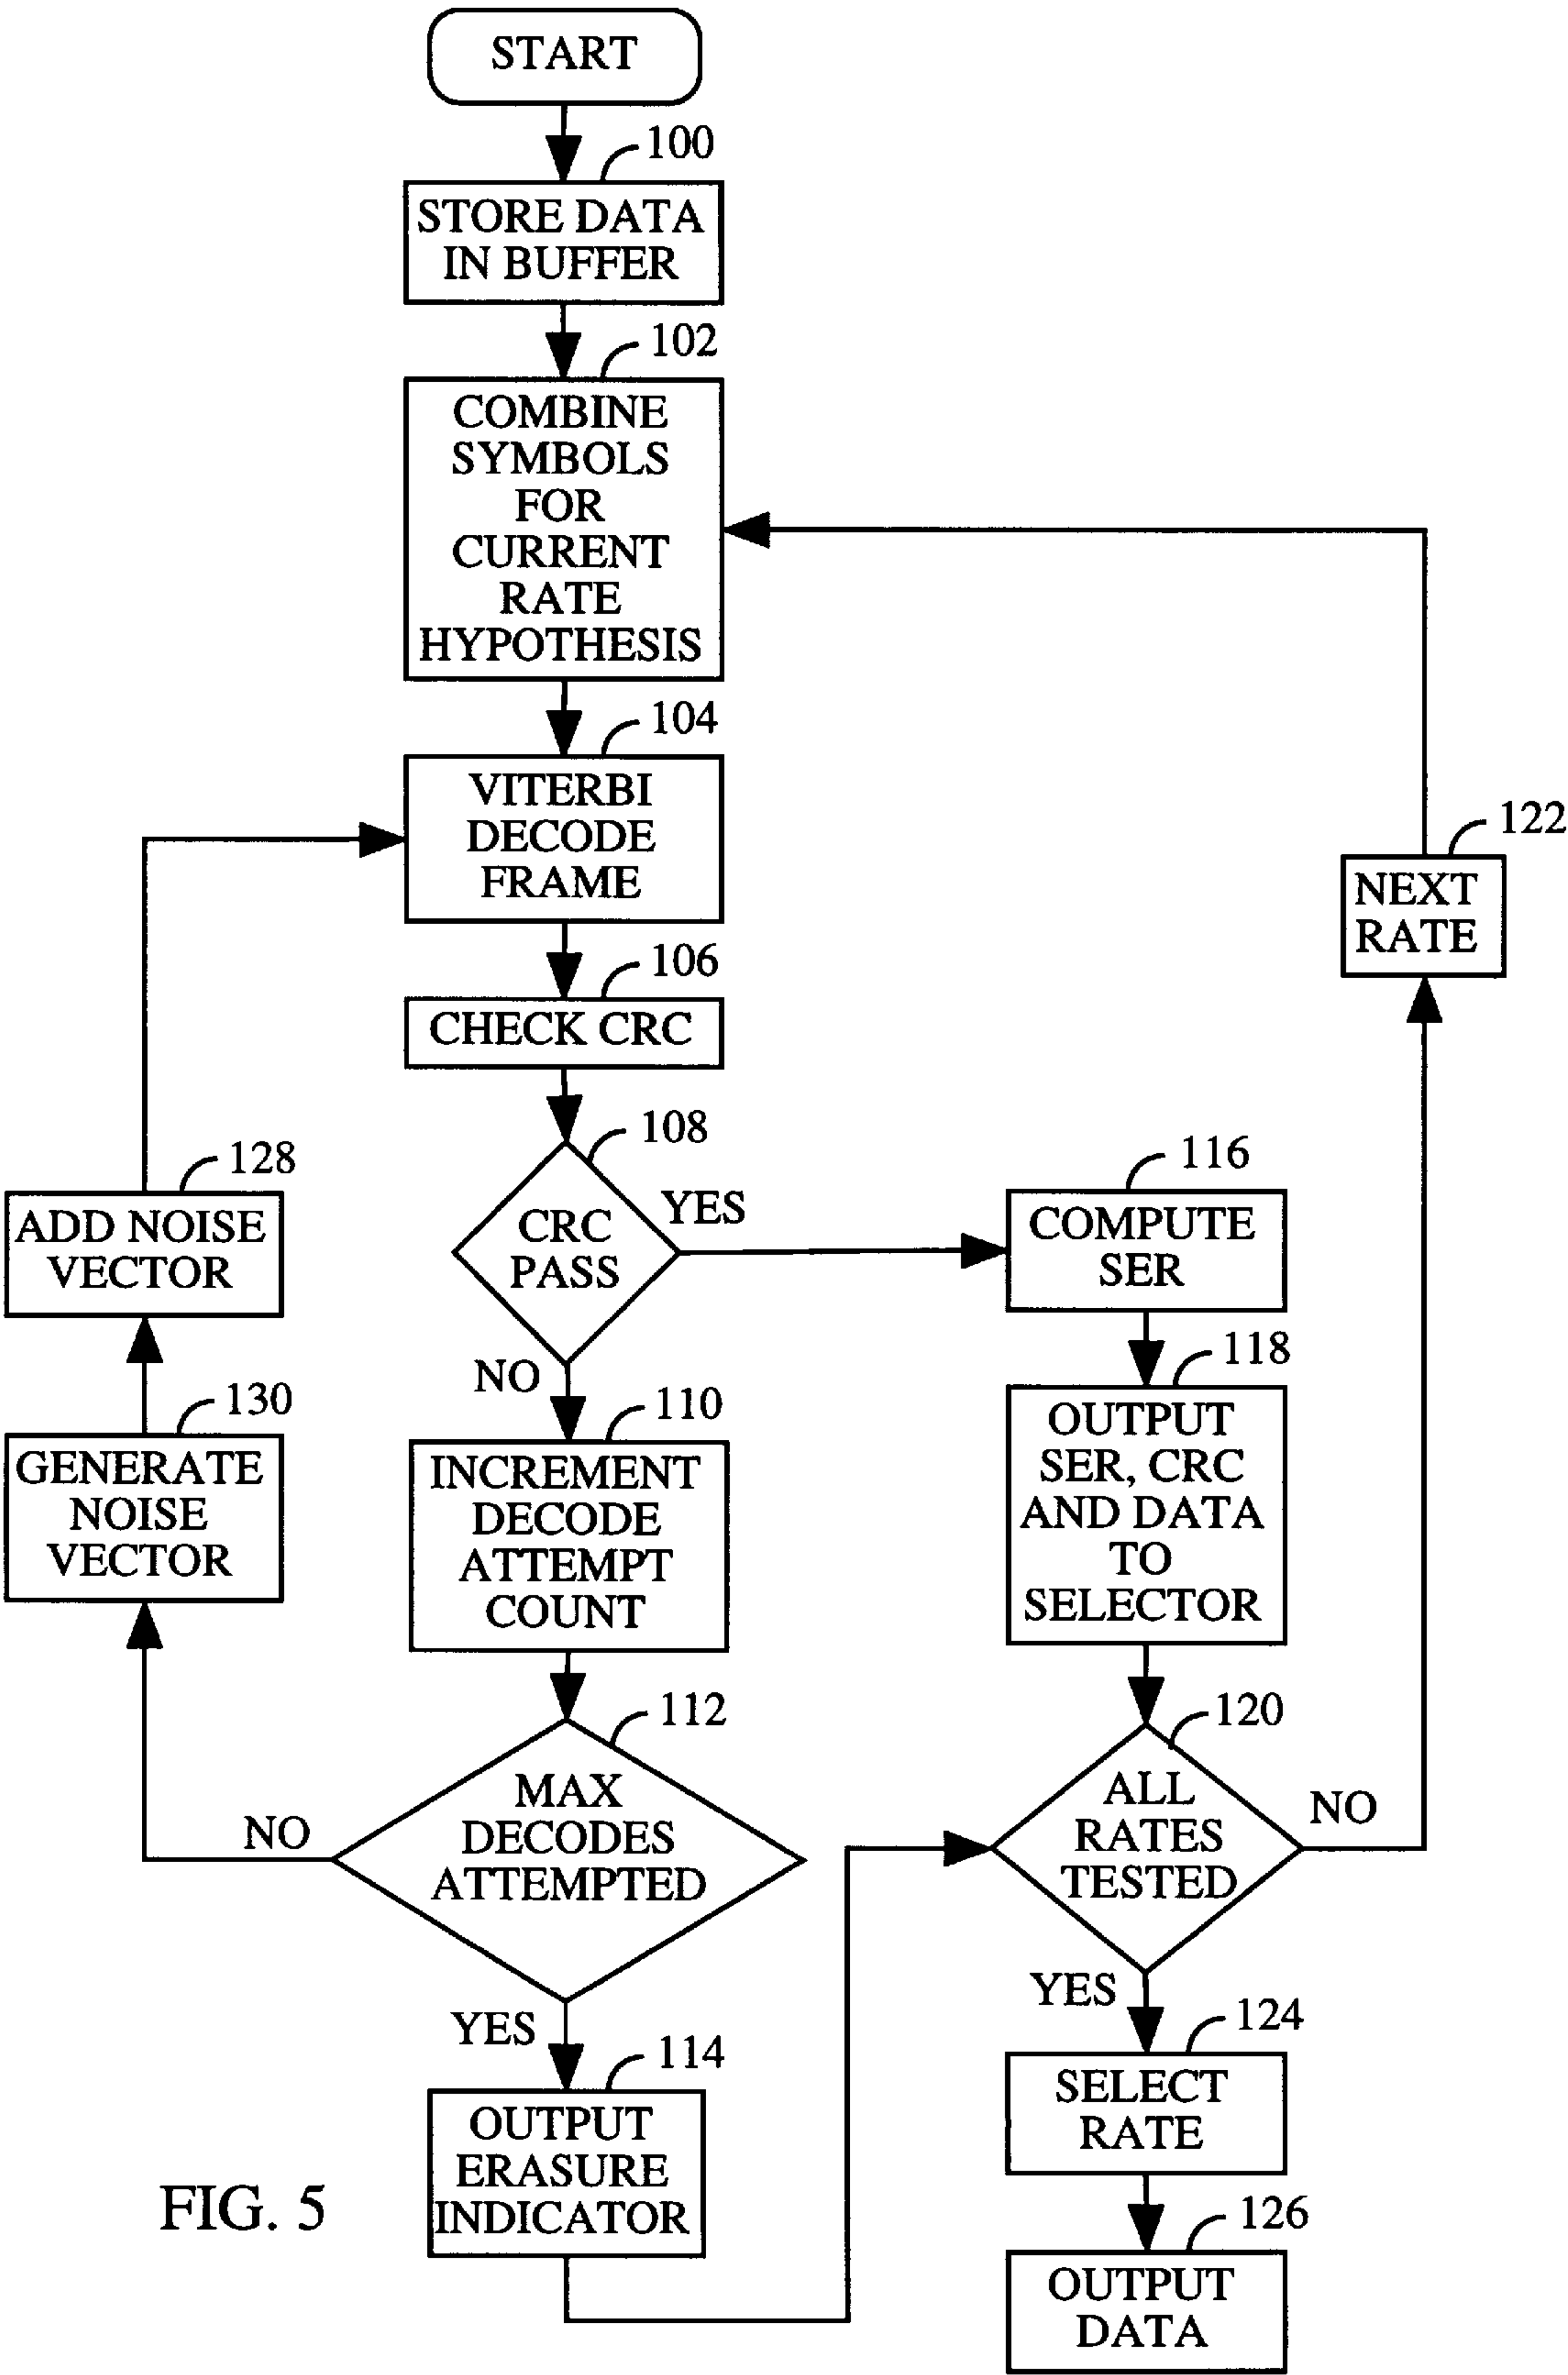 START
100
STORE DATA
IN BUFFER
102
COMBINE
SYMBOLS
FOR
CURRENT
RATE
HYPOTHESIS
104
VITERBI
DECODE
FRAME
122
NEXT
RATE
106
CHECK CRC
108
CRC
PASS
YES
NO
128
ADD NOISE
VECTOR
130
GENERATE
NOISE
VECTOR
116
COMPUTE
SER
118
OUTPUT
SER, CRC
AND DATA
TO
SELECTOR
110
INCREMENT
DECODE
ATTEMPT
COUNT
112
MAX
DECODES
ATTEMPTED
NO
YES
120
ALL
RATES
TESTED
NO
YES
114
OUTPUT
ERASURE
INDICATOR
124
SELECT
RATE
126
OUTPUT
DATA
FIG. 5